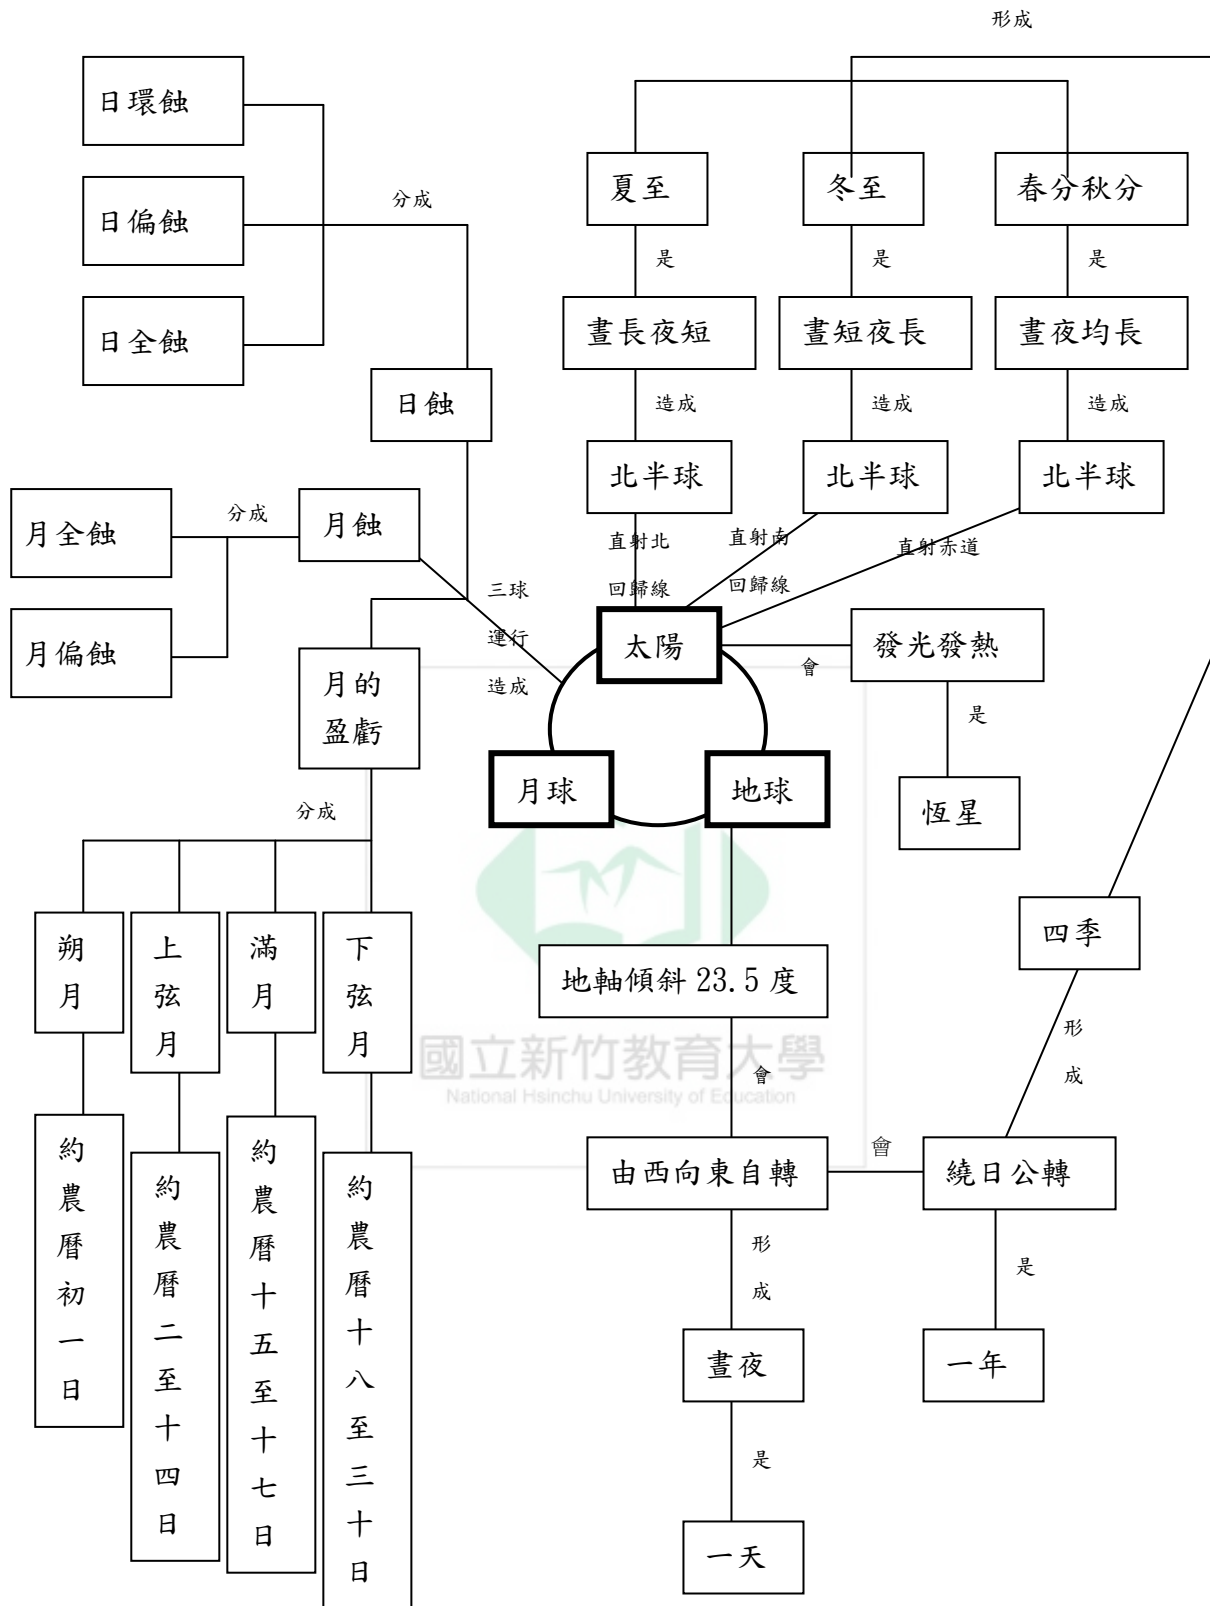 形成
日環蝕
日偏蝕
日全蝕
分成
夏至
冬至
春分秋分
是
是
是
晝長夜短
晝短夜長
晝夜均長
造成
造成
造成
日蝕
北半球
北半球
北半球
月全蝕
月偏蝕
分成
月蝕
直射北
回歸線
直射南
回歸線
直射赤道
三球
運行
造成
太陽
會
發光發熱
是
恆星
月的
盈虧
月球
地球
分成
朔月
上弦月
滿月
下弦月
約農曆初一日
約農曆二至十四日
約農曆十五至十七日
約農曆十八至三十日
地軸傾斜 23.5 度
四季
形成
國立新竹教育大學
National Hsinchu University of Education
會
由西向東自轉
會
繞日公轉
形成
是
晝夜
一年
是
一天